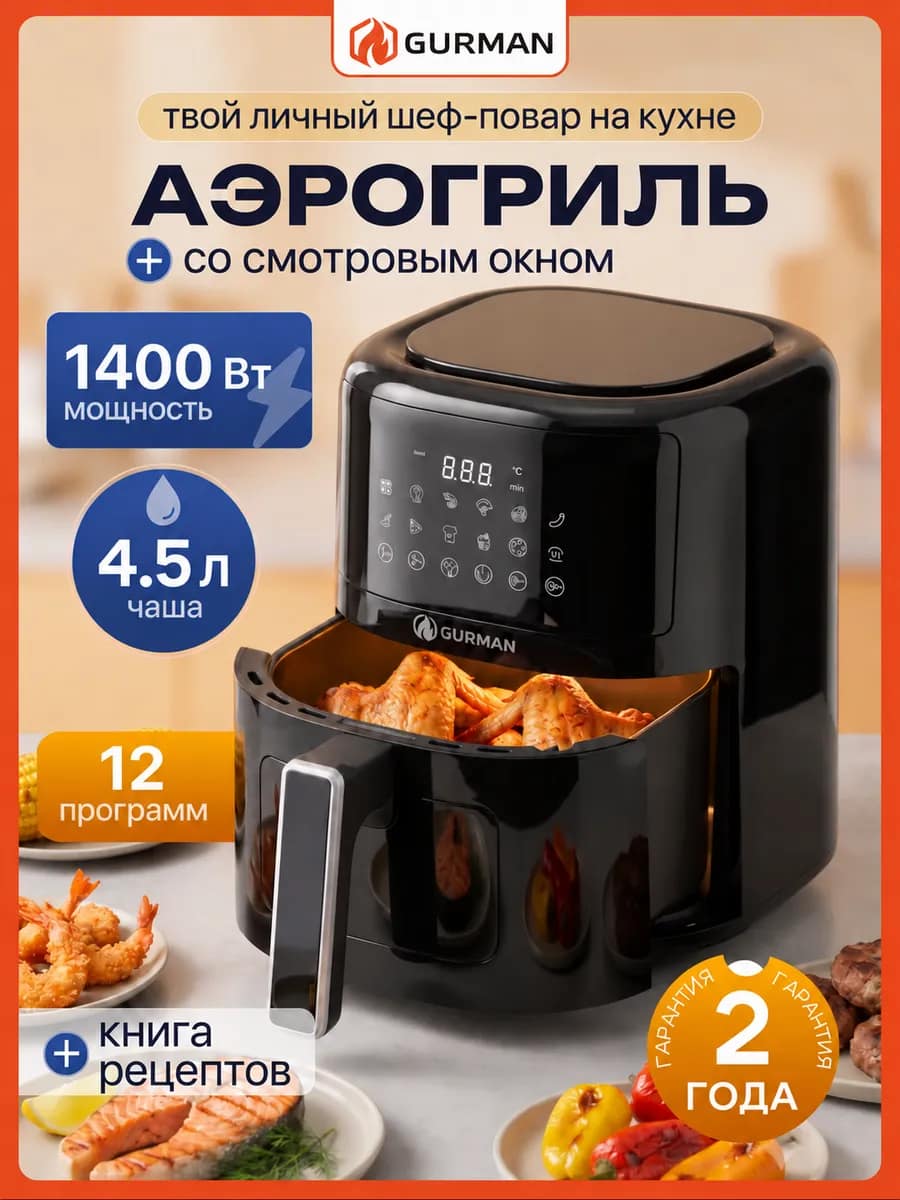 GURMAN
твой личный шеф-повар на кухне
АЭРОГРИЛЬ
+ со смотровым окном
1400 Вт
мощность
4.5 л
чаша
8.8.8
°C
min
GURMAN
12
программ
+ книга
рецептов
ГАРАНТИЯ ГАРАНТИЯ
2
ГОДА